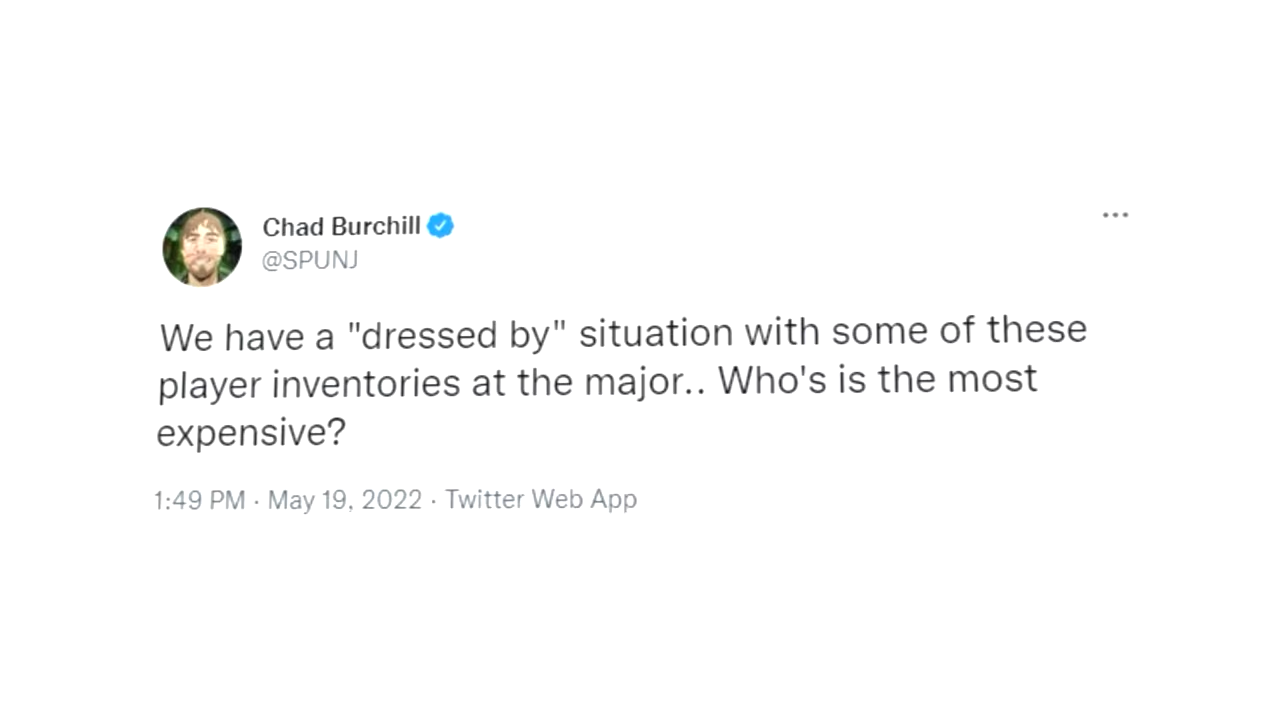 Chad Burchill
@SPUNJ
We have a "dressed by" situation with some of these
player inventories at the major.. Who's is the most
expensive?
1:49 PM · May 19, 2022 · Twitter Web App